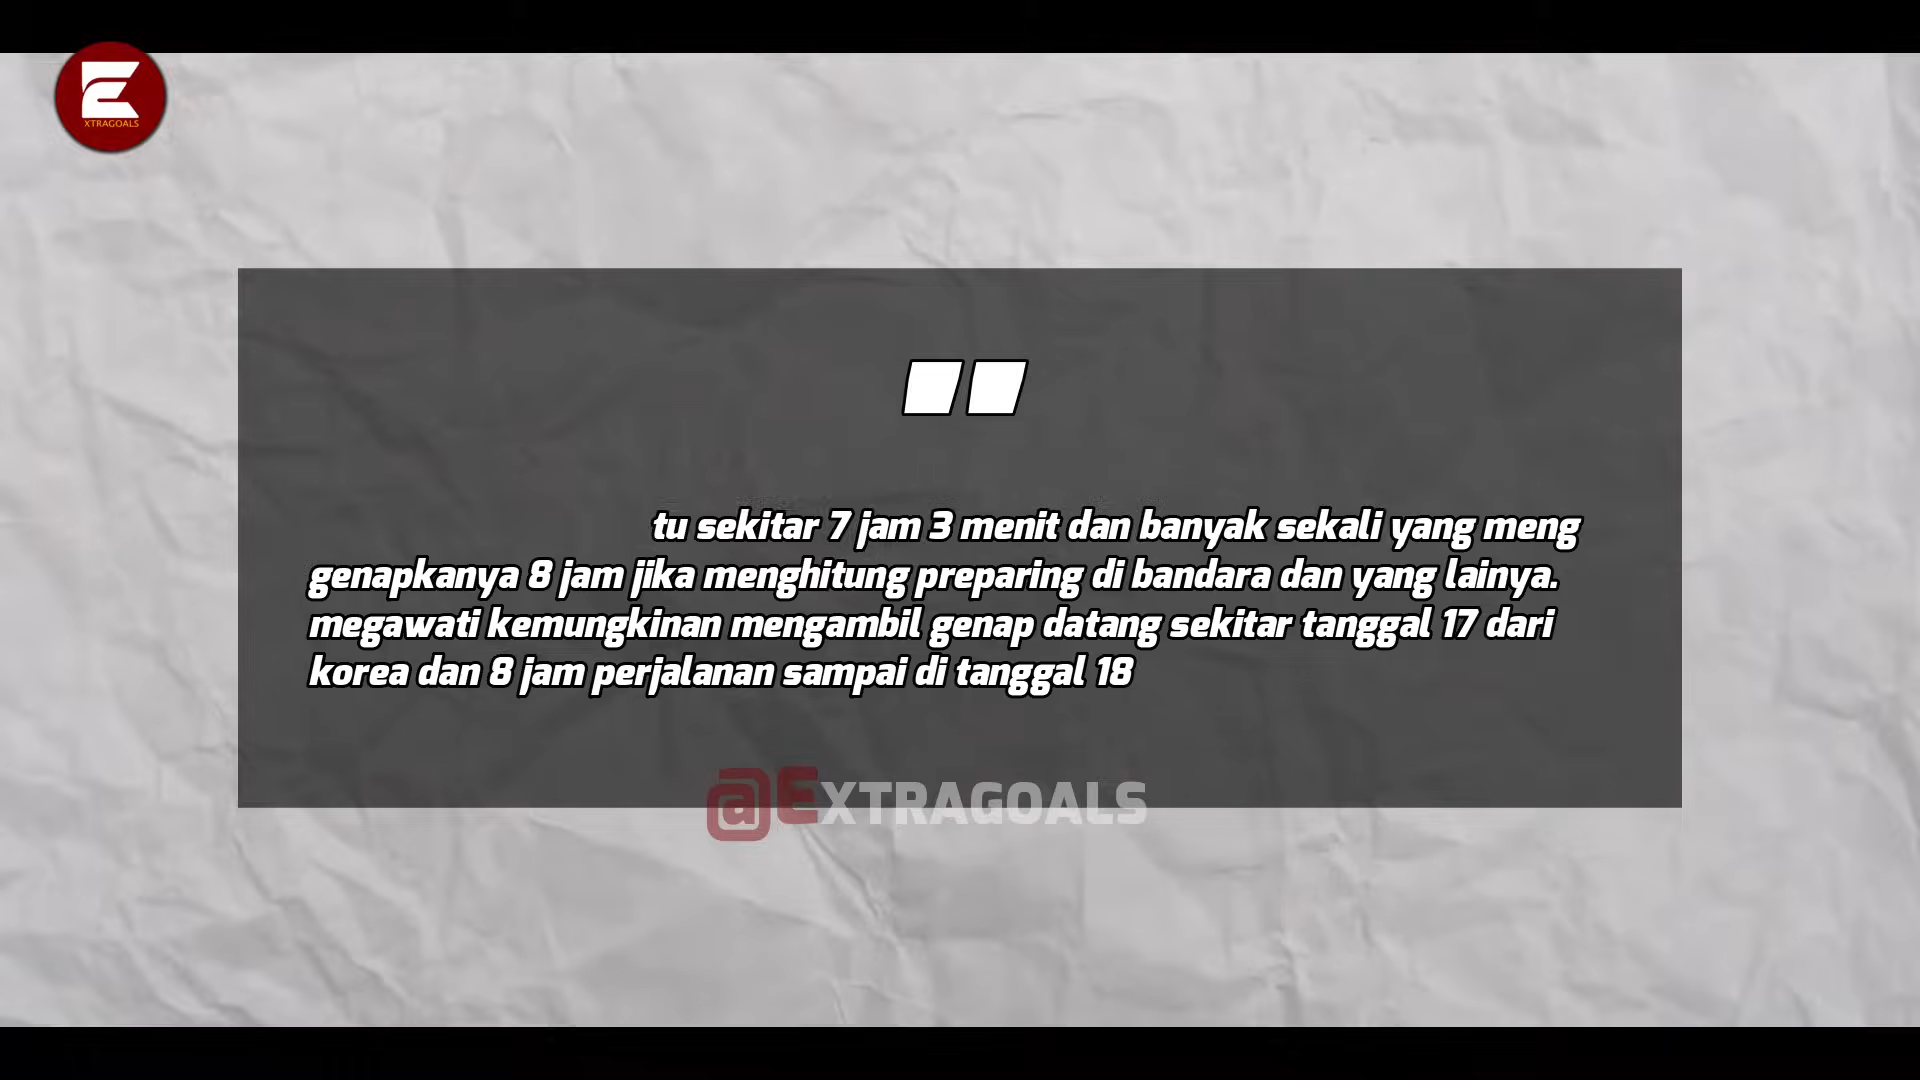 XTRAGOALS
tu sekitar 7 jam 3 menit dan banyak sekali yang meng
genapkanya 8 jam jika menghitung preparing di bandara dan yang lainya.
megawati kemungkinan mengambil genap datang sekitar tanggal 17 dari
korea dan 8 jam perjalanan sampai di tanggal 18
@EXTRAGOALS